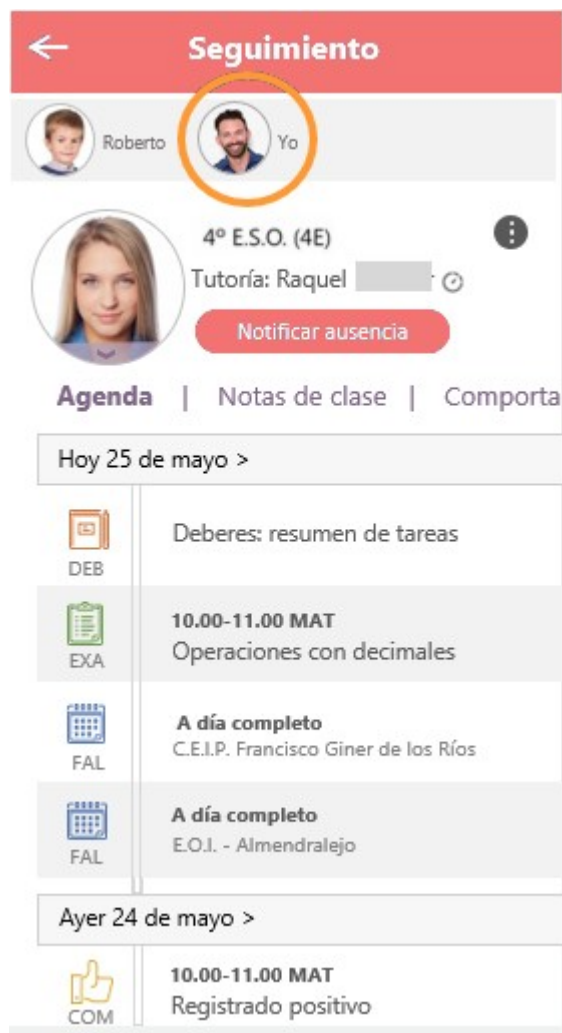 Seguimiento
Roberto
Yo
4º E.S.O. (4E)
Tutoría: Raquel
Notificar ausencia
Agenda | Notas de clase | Comporta
Hoy 25 de mayo >
Deberes: resumen de tareas
DEB
10.00-11.00 MAT
Operaciones con decimales
EXA
A día completo
C.E.I.P. Francisco Giner de los Ríos
FAL
A día completo
E.O.I. - Almendralejo
FAL
Ayer 24 de mayo >
10.00-11.00 MAT
Registrado positivo
COM